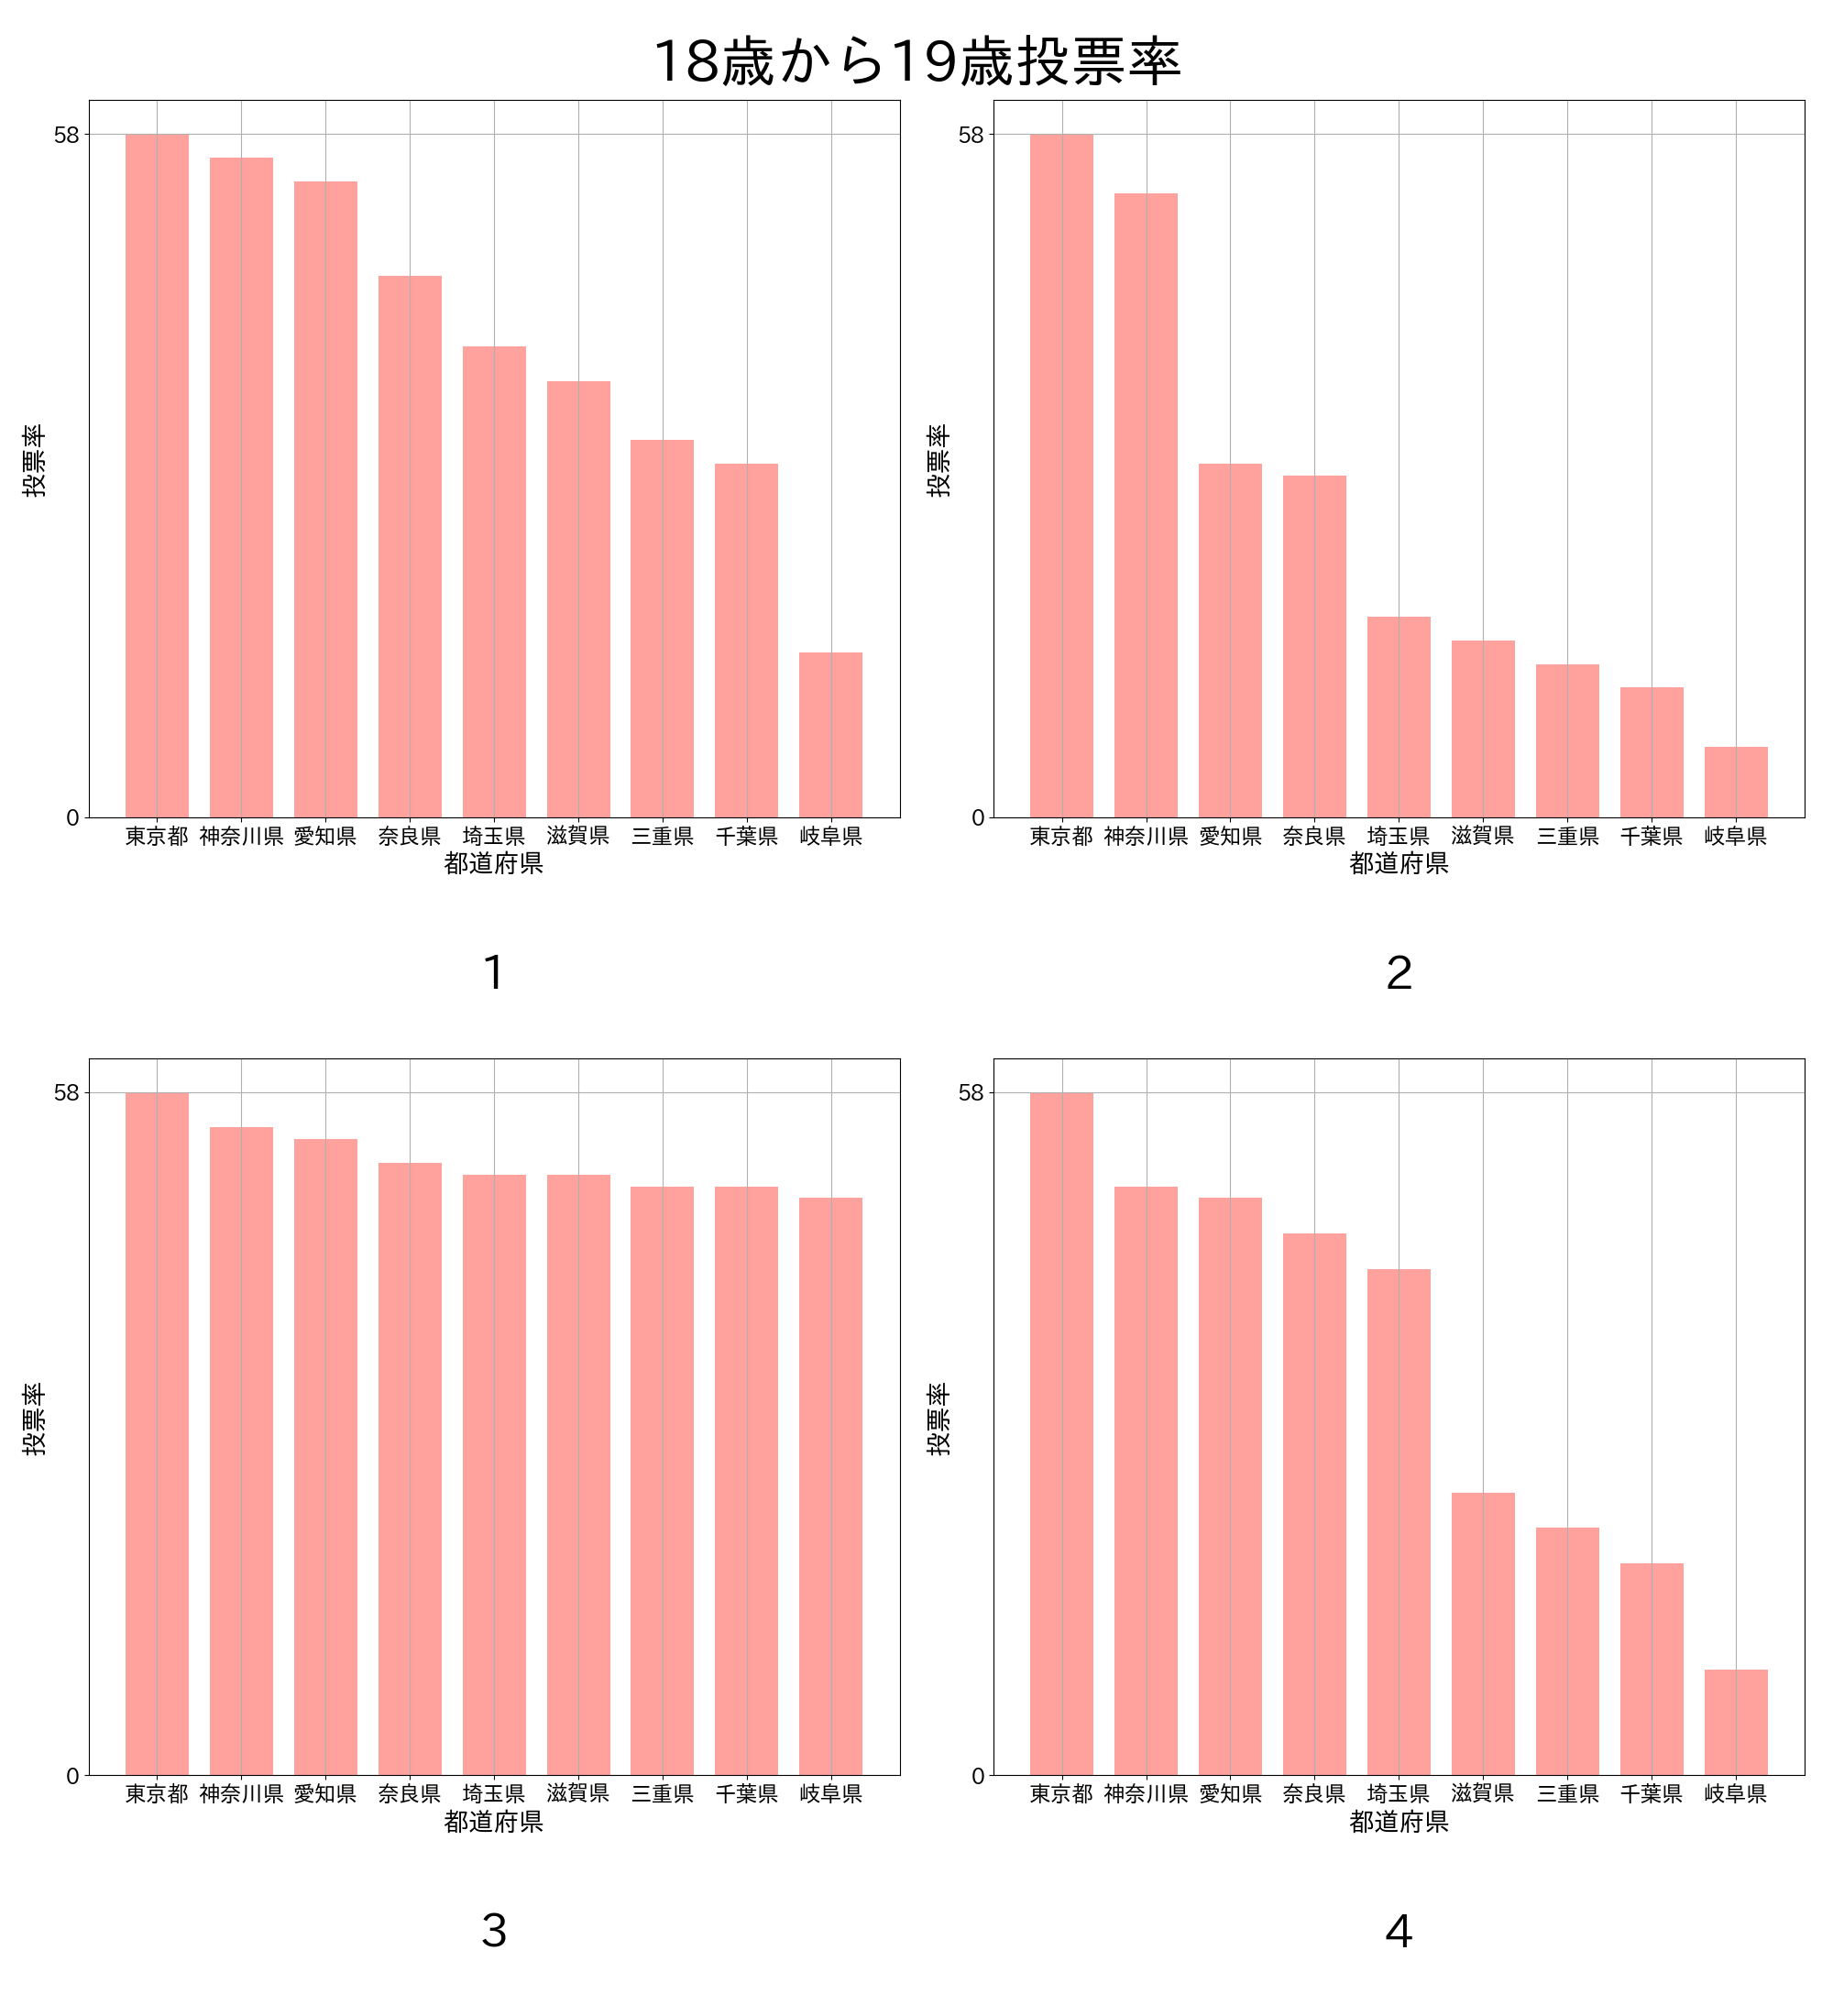 18歳から19歳投票率
58
0
投票率
東京都 神奈川県 愛知県 奈良県 埼玉県 滋賀県 三重県 千葉県 岐阜県
都道府県
1
58
0
投票率
東京都 神奈川県 愛知県 奈良県 埼玉県 滋賀県 三重県 千葉県 岐阜県
都道府県
2
58
0
投票率
東京都 神奈川県 愛知県 奈良県 埼玉県 滋賀県 三重県 千葉県 岐阜県
都道府県
3
58
0
投票率
東京都 神奈川県 愛知県 奈良県 埼玉県 滋賀県 三重県 千葉県 岐阜県
都道府県
4